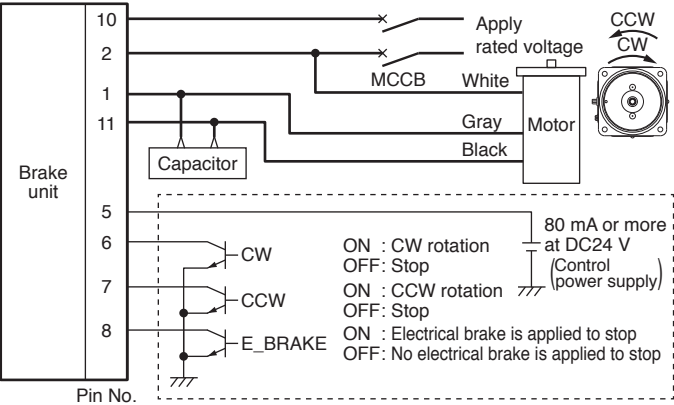 10
Apply
rated voltage
CCW
CW
2
MCCB
White
1
Gray
Motor
11
Black
Capacitor
Brake
unit
5
80 mA or more
at DC24 V
(Control
power supply)
6
CW
ON : CW rotation
OFF: Stop
7
CCW
ON : CCW rotation
OFF: Stop
8
E_BRAKE
ON : Electrical brake is applied to stop
OFF: No electrical brake is applied to stop
Pin No.